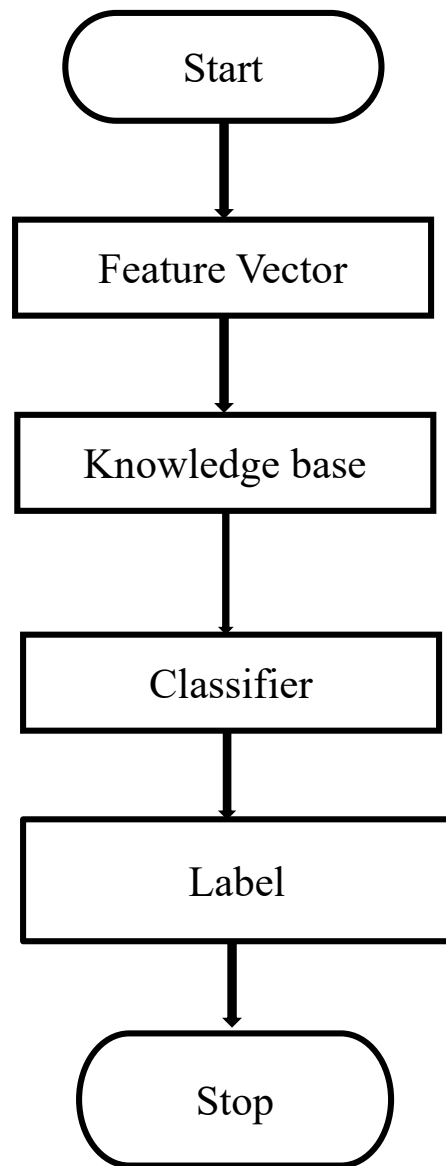 Start
Feature Vector
Knowledge base
Classifier
Label
Stop